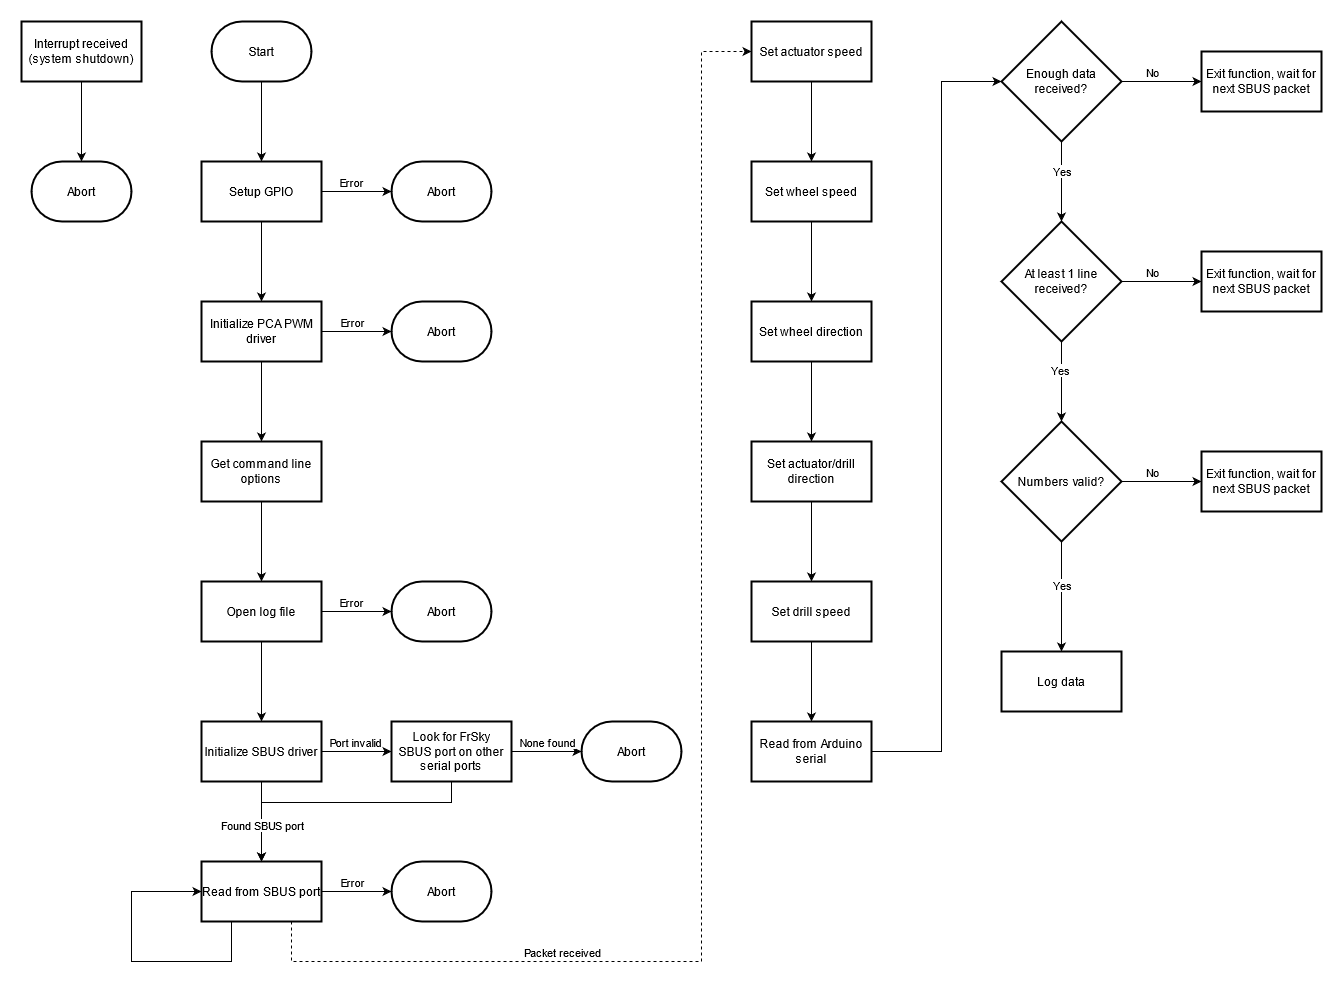 Interrupt received
(system shutdown)
Abort
Start
Setup GPIO
Error
Abort
Initialize PCA PWM
driver
Error
Abort
Get command line
options
Open log file
Error
Abort
Initialize SBUS driver
Port invalid
Look for FrSky
SBUS port on other
serial ports
None found
Abort
Found SBUS port
Read from SBUS port
Error
Abort
Packet received
Set actuator speed
Set wheel speed
Set wheel direction
Set actuator/drill
direction
Set drill speed
Read from Arduino
serial
Enough data
received?
No
Exit function, wait for
next SBUS packet
Yes
At least 1 line
received?
No
Exit function, wait for
next SBUS packet
Yes
Numbers valid?
No
Exit function, wait for
next SBUS packet
Yes
Log data